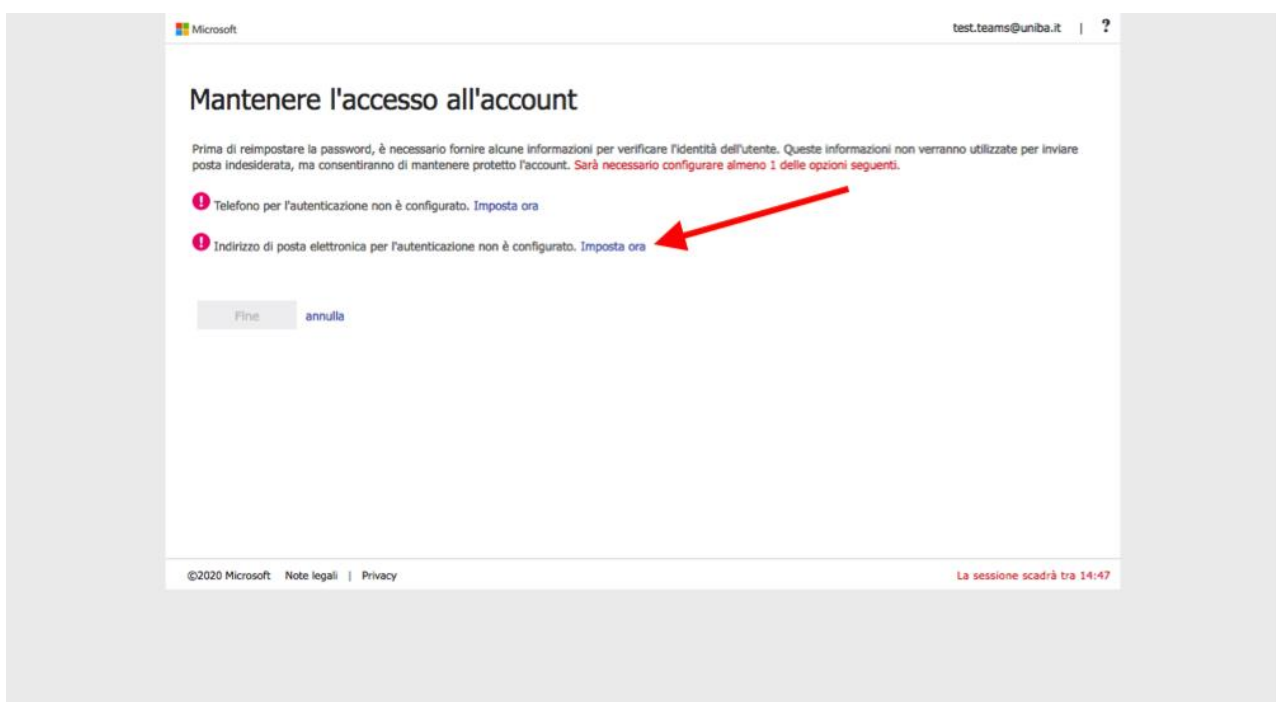 Microsoft
test.teams@uniba.it | ?
Mantenere l'accesso all'account
Prima di reimpostare la password, è necessario fornire alcune informazioni per verificare l'identità dell'utente. Queste informazioni non verranno utilizzate per inviare
posta indesiderata, ma consentiranno di mantenere protetto l'account. Sarà necessario configurare almeno 1 delle opzioni seguenti.
! Telefono per l'autenticazione non è configurato. Imposta ora
! Indirizzo di posta elettronica per l'autenticazione non è configurato. Imposta ora
Fine annulla
©2020 Microsoft Note legali | Privacy
La sessione scadrà tra 14:47